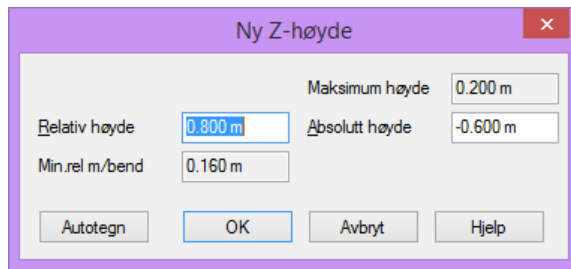 Ny Z-høyde
Maksimum høyde 0.200 m
Relativ høyde 0.800 m Absolutt høyde -0.600 m
Min.rel m/bend 0.160 m
Autotegn OK Avbryt Hjelp